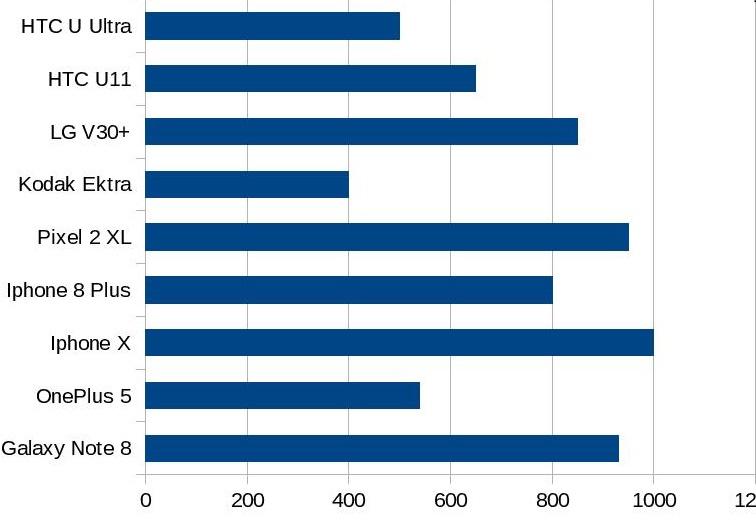 HTC U Ultra
HTC U11
LG V30+
Kodak Ektra
Pixel 2 XL
Iphone 8 Plus
Iphone X
OnePlus 5
Galaxy Note 8
0 200 400 600 800 1000 12